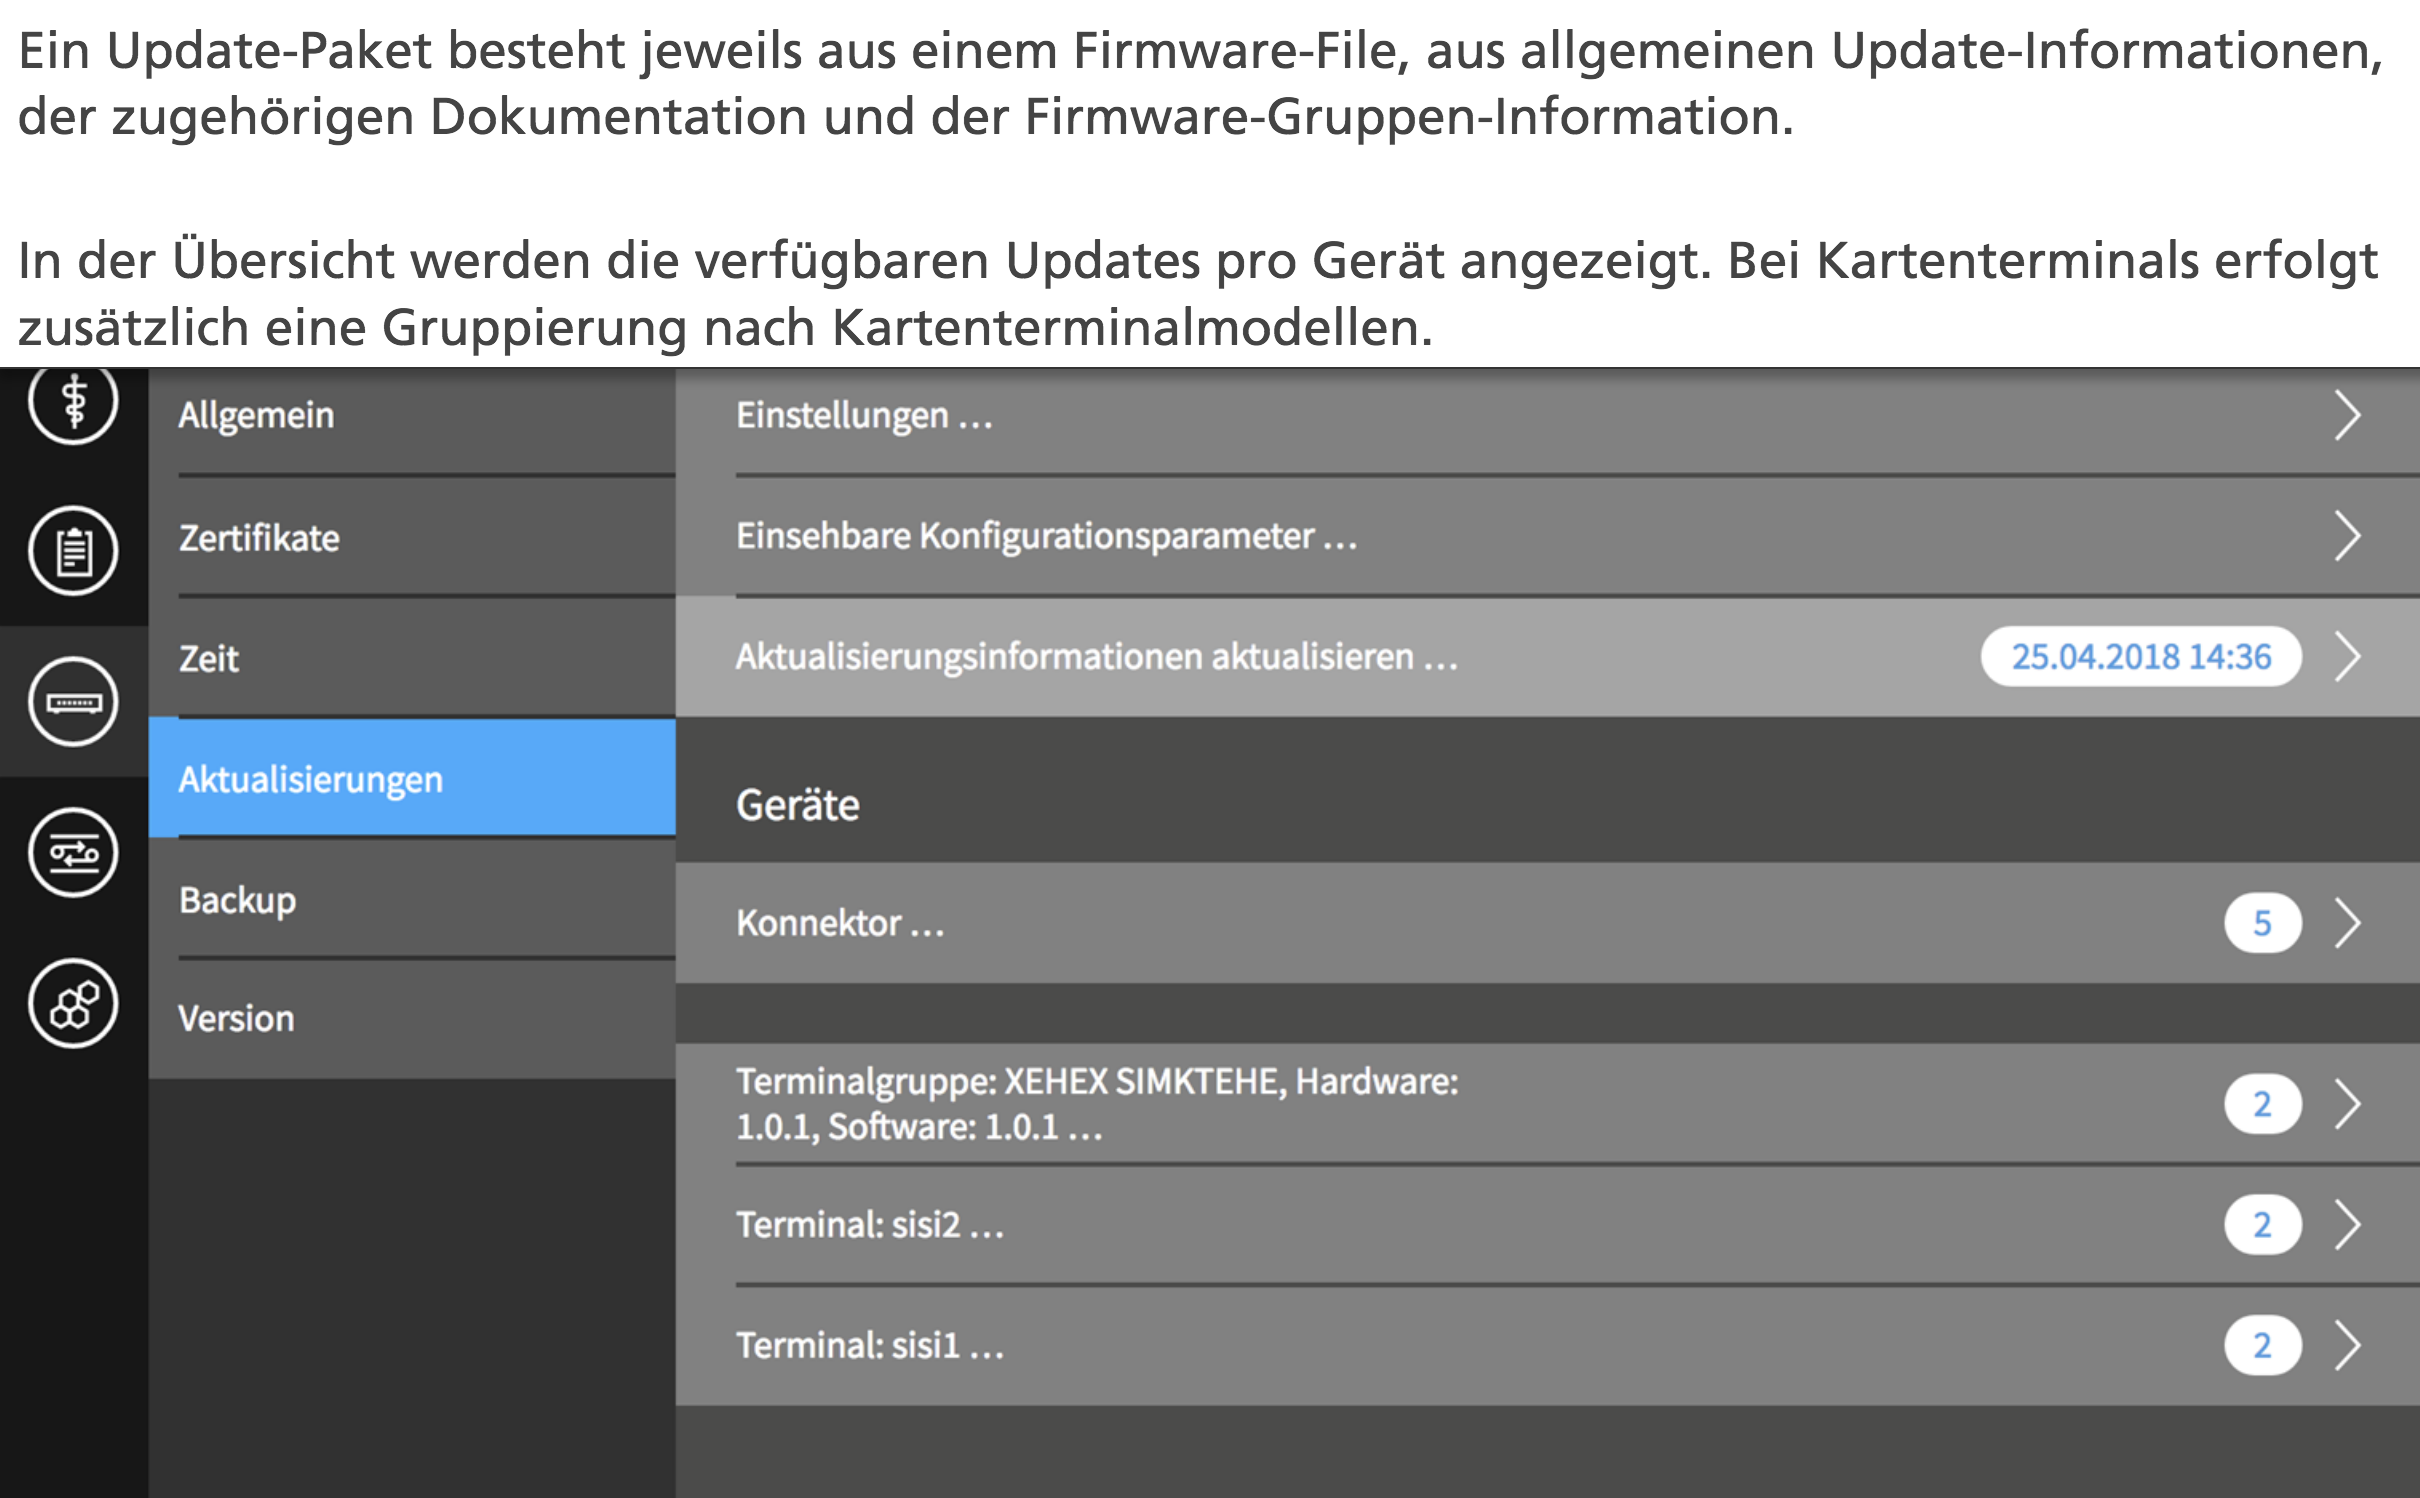 Ein Update-Paket besteht jeweils aus einem Firmware-File, aus allgemeinen Update-Informationen,
der zugehörigen Dokumentation und der Firmware-Gruppen-Information.
In der Übersicht werden die verfügbaren Updates pro Gerät angezeigt. Bei Kartenterminals erfolgt
zusätzlich eine Gruppierung nach Kartenterminalmodellen.
Allgemein
Zertifikate
Zeit
Aktualisierungen
Backup
Version
Einstellungen ...
Einsehbare Konfigurationsparameter ...
Aktualisierungsinformationen aktualisieren ... 25.04.2018 14:36
Geräte
Konnektor ... 5
Terminalgruppe: XEHEX SIMKTEHE, Hardware:
1.0.1, Software: 1.0.1 ... 2
Terminal: sisi2 ... 2
Terminal: sisi1 ... 2